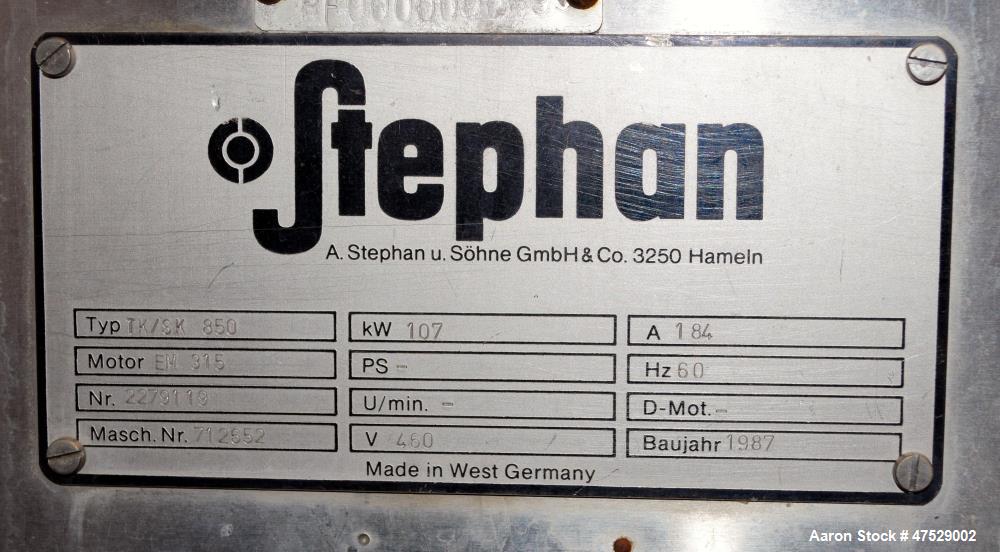 Stephan
A. Stephan u. Söhne GmbH & Co. 3250 Hameln
Typ TK/SK 850
kW 107
A 184
Motor EM 315
PS -
Hz 60
Nr. 2279119
U/min. -
D-Mot. -
Masch. Nr. 712652
V 460
Baujahr 1987
Made in West Germany
Aaron Stock # 47529002